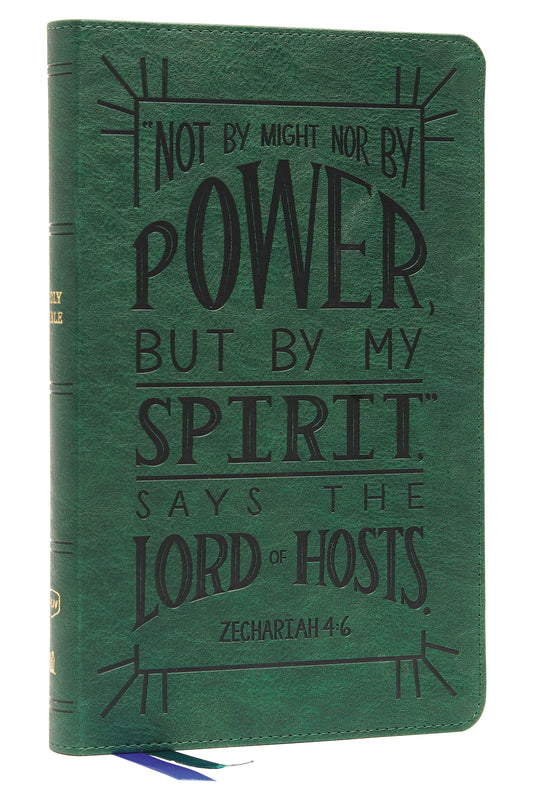 “NOT BY MIGHT NOR BY
POWER,
BUT BY MY
SPIRIT,”
SAYS THE
LORD OF HOSTS.
ZECHARIAH 4:6